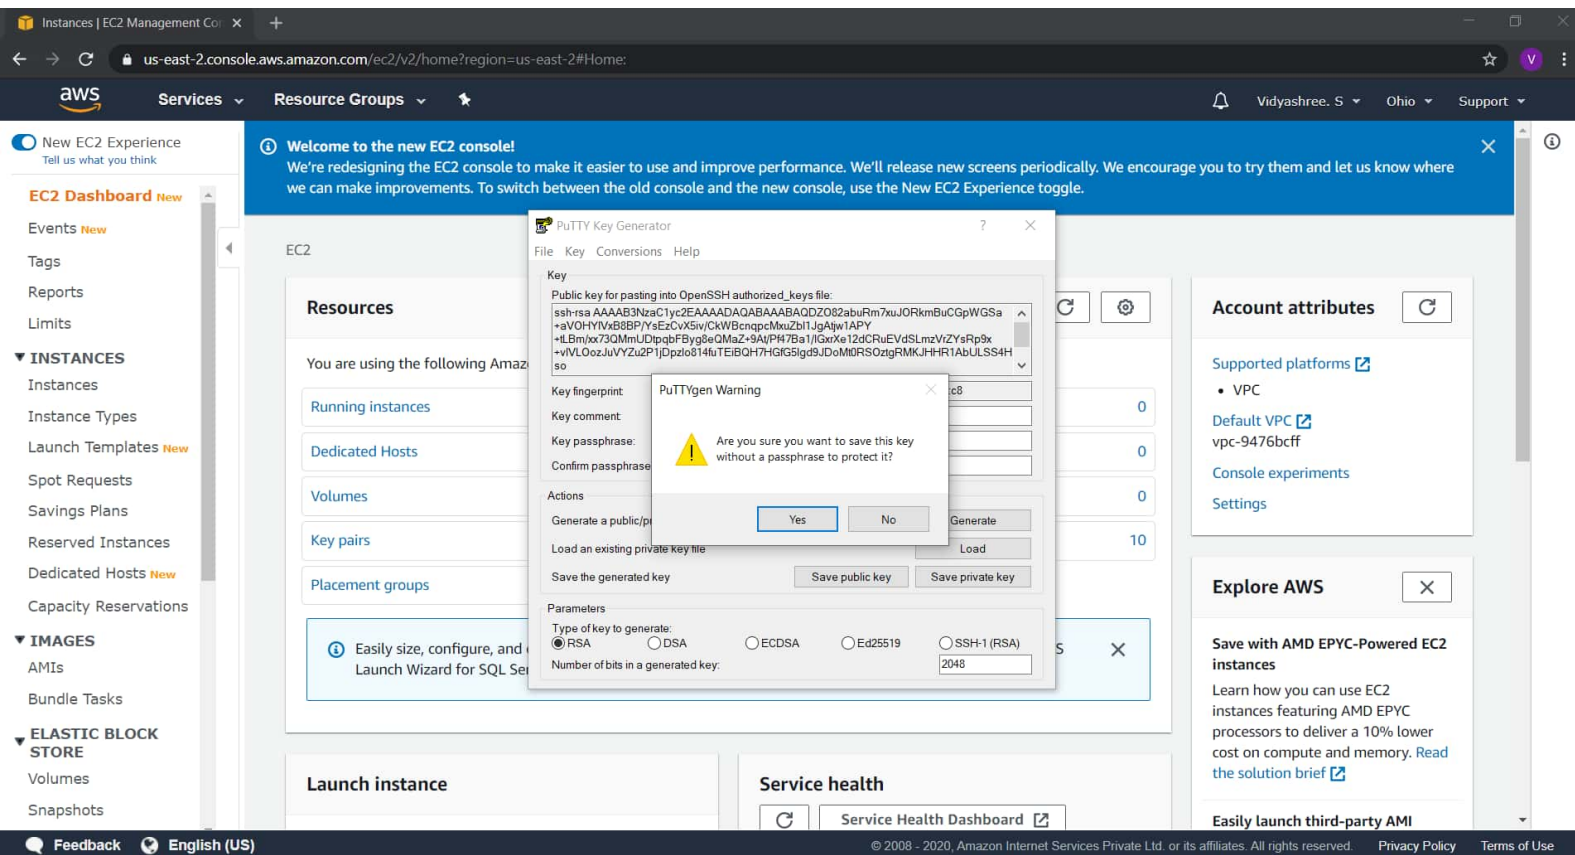 Instances | EC2 Management Con
us-east-2.console.aws.amazon.com/ec2/v2/home?region=us-east-2#Home:
V
aws
Services
Resource Groups
Vidyashree. S
Ohio
Support
New EC2 Experience
Tell us what you think
EC2 Dashboard New
Events New
Tags
Reports
Limits
INSTANCES
Instances
Instance Types
Launch Templates New
Spot Requests
Savings Plans
Reserved Instances
Dedicated Hosts New
Capacity Reservations
IMAGES
AMIs
Bundle Tasks
ELASTIC BLOCK
STORE
Volumes
Snapshots
Welcome to the new EC2 console!
We're redesigning the EC2 console to make it easier to use and improve performance. We'll release new screens periodically. We encourage you to try them and let us know where
we can make improvements. To switch between the old console and the new console, use the New EC2 Experience toggle.
EC2
Resources
You are using the following Amaz
Running instances 0
Dedicated Hosts 0
Volumes 0
Key pairs 10
Placement groups
Easily size, configure, and
Launch Wizard for SQL Ser
S
Launch instance
Service health
Service Health Dashboard
PuTTY Key Generator
?
File Key Conversions Help
Key
Public key for pasting into OpenSSH authorized_keys file:
Key fingerprint:
:c8
Key comment:
Key passphrase:
Confirm passphrase
Actions
Generate a public/pr
Generate
Load an existing private key file
Load
Save the generated key
Save public key
Save private key
Parameters
Type of key to generate:
RSA DSA ECDSA Ed25519 SSH-1 (RSA)
Number of bits in a generated key: 2048
PuTTYgen Warning
Are you sure you want to save this key
without a passphrase to protect it?
Yes
No
Account attributes
Supported platforms
VPC
Default VPC
vpc-9476bcff
Console experiments
Settings
Explore AWS
Save with AMD EPYC-Powered EC2
instances
Learn how you can use EC2
instances featuring AMD EPYC
processors to deliver a 10% lower
cost on compute and memory. Read
the solution brief
Easily launch third-party AMI
Feedback
English (US)
© 2008 - 2020, Amazon Internet Services Private Ltd. or its affiliates. All rights reserved.
Privacy Policy
Terms of Use